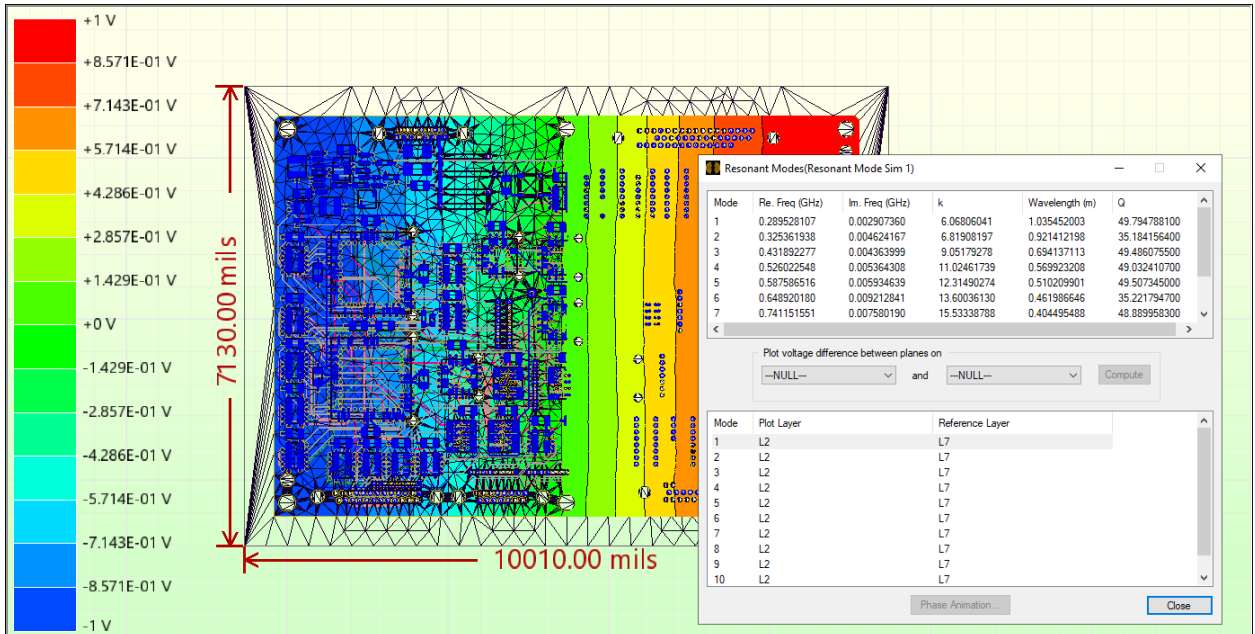 +1 V
+8.571E-01 V
+7.143E-01 V
+5.714E-01 V
+4.286E-01 V
+2.857E-01 V
+1.429E-01 V
+0 V
-1.429E-01 V
-2.857E-01 V
-4.286E-01 V
-5.714E-01 V
-7.143E-01 V
-8.571E-01 V
-1 V
7130.00 mils
10010.00 mils
Resonant Modes(Resonant Mode Sim 1)
Mode Re. Freq (GHz) Im. Freq (GHz) k Wavelength (m) Q
1 0.289528107 0.002907360 6.06806041 1.035452003 49.794788100
2 0.325361938 0.004624167 6.81908197 0.921412198 35.184156400
3 0.431892277 0.004363999 9.05179278 0.694137113 49.486075500
4 0.526022548 0.005364308 11.02461739 0.569923208 49.032410700
5 0.587586516 0.005934639 12.31490274 0.510209901 49.507345000
6 0.648920180 0.009212841 13.60036130 0.461986646 35.221794700
7 0.741151551 0.007580190 15.53338788 0.404495488 48.889958300
Plot voltage difference between planes on
---NULL--- and ---NULL--- Compute
Mode Plot Layer Reference Layer
1 L2 L7
2 L2 L7
3 L2 L7
4 L2 L7
5 L2 L7
6 L2 L7
7 L2 L7
8 L2 L7
9 L2 L7
10 L2 L7
Phase Animation...
Close